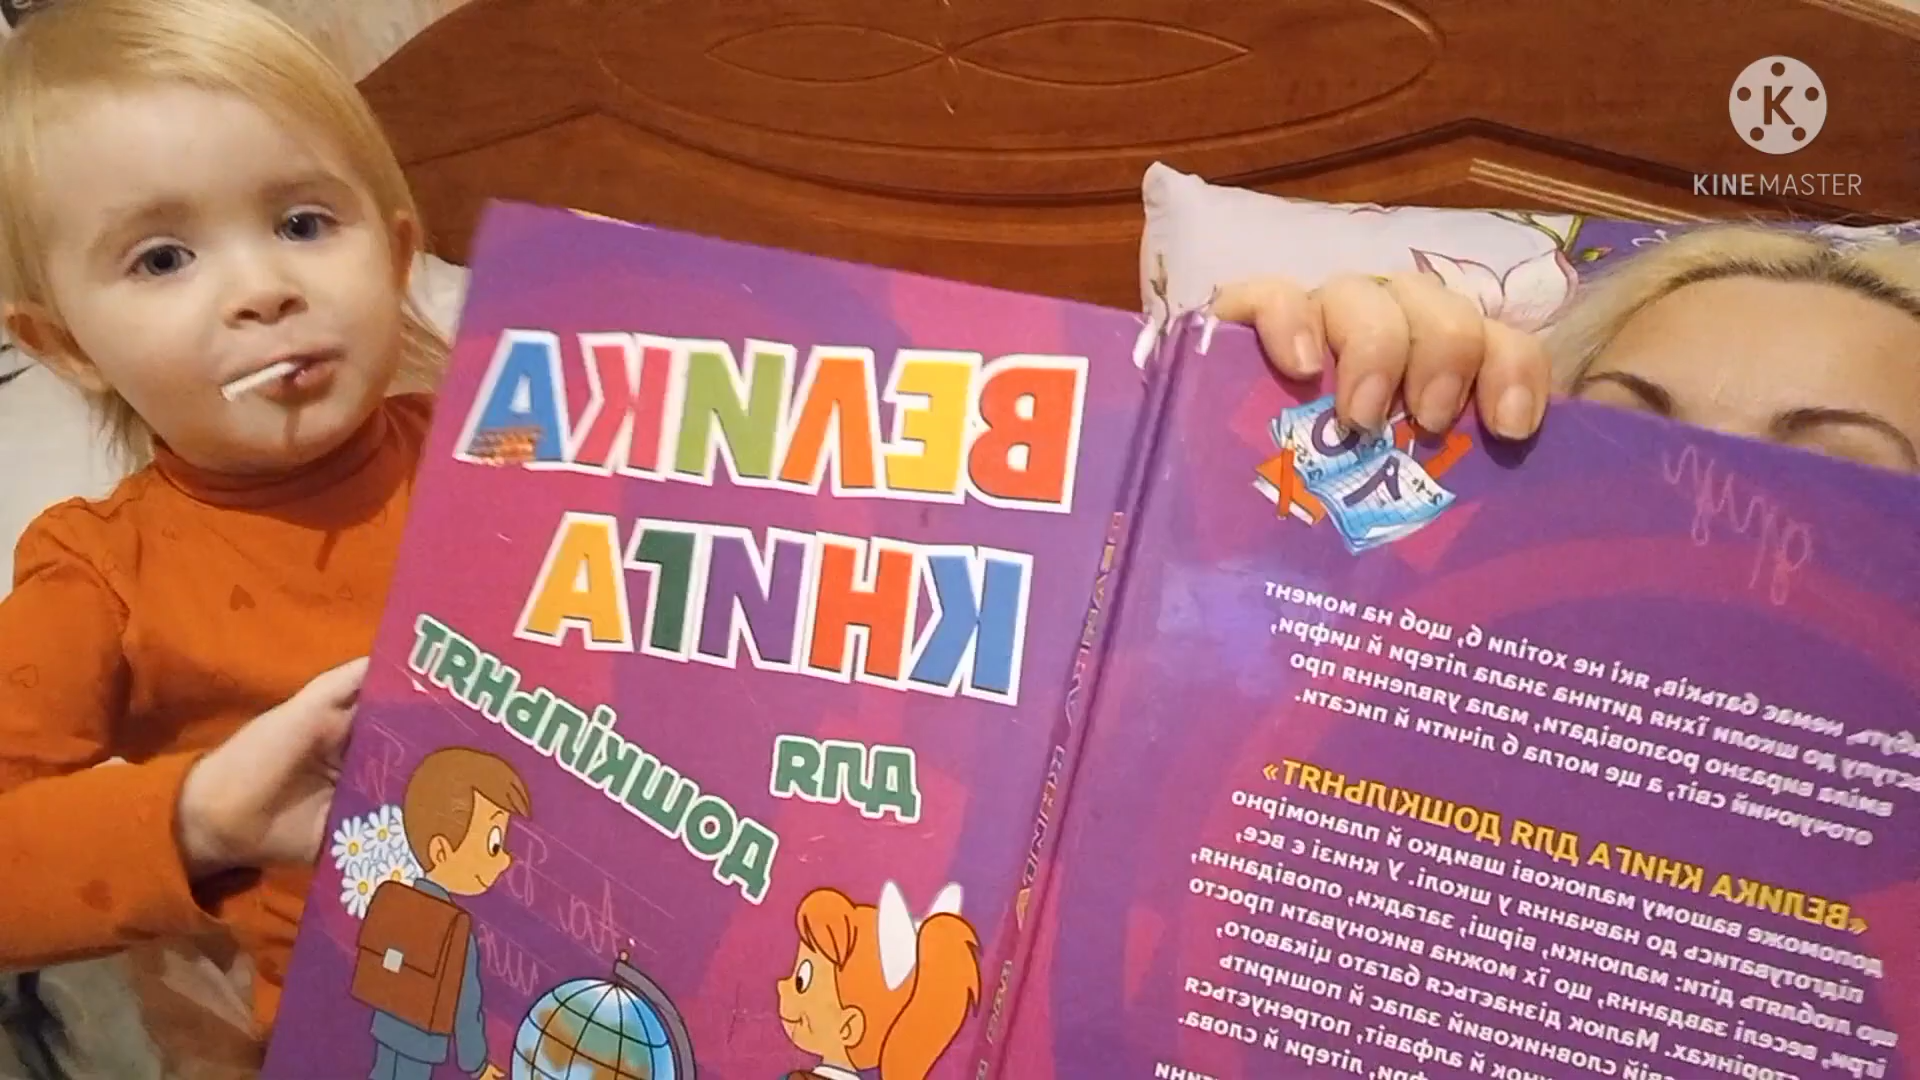 KINEMASTER
ВЕЛИКА
КНИГА
ДЛЯ
ДОШКІЛЬНЯТ
немає батьків, які не хотіли б, щоб на момент
до школи їхня дитина знала літери й цифри,
вміла виразно розповідати, мала уявлення про
оточуючий світ, а ще могла б лічити й писати.
«ВЕЛИКА КНИГА ДЛЯ ДОШКІЛЬНЯТ»
допоможе вашому малюкові швидко й планомірно
підготуватись до навчання у школі. У книзі є все,
що люблять діти: малюнки, вірші, загадки, оповідання,
ігри, веселі завдання, що їх можна виконувати просто
сторінках. Малюк дізнається багато цікавого,
свій словниковий запас й поширить
й алфавіт, потренується
літери й слова.